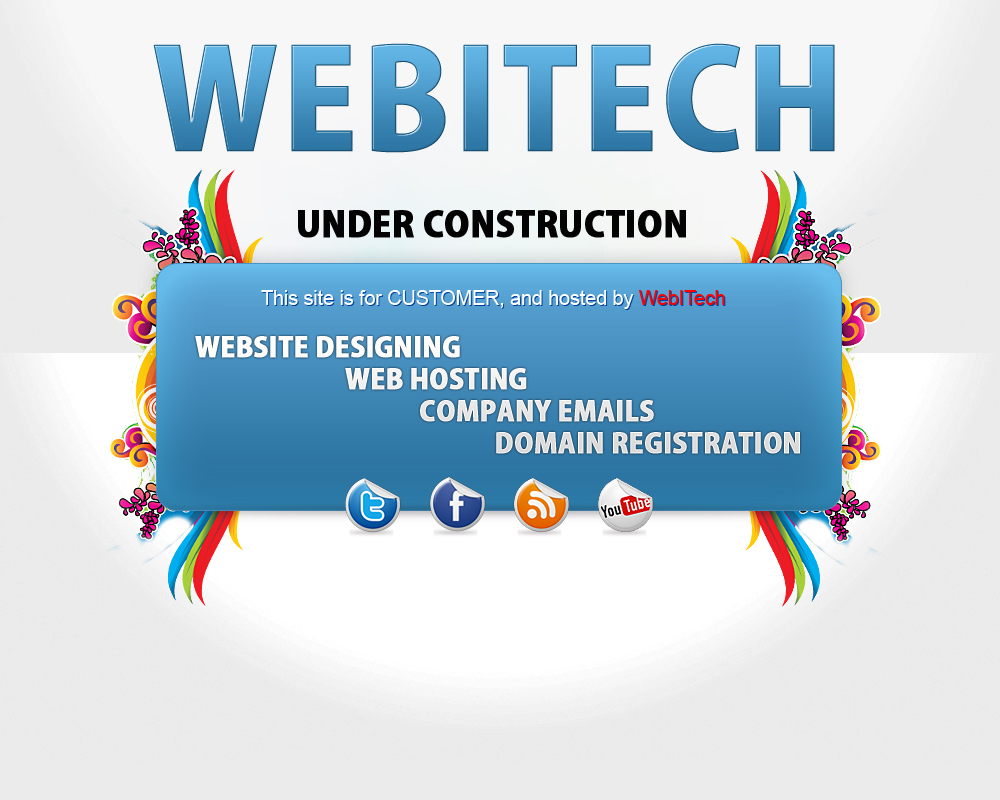 WEBITECH
UNDER CONSTRUCTION
This site is for CUSTOMER, and hosted by WebITech
WEBSITE DESIGNING
WEB HOSTING
COMPANY EMAILS
DOMAIN REGISTRATION
You Tube